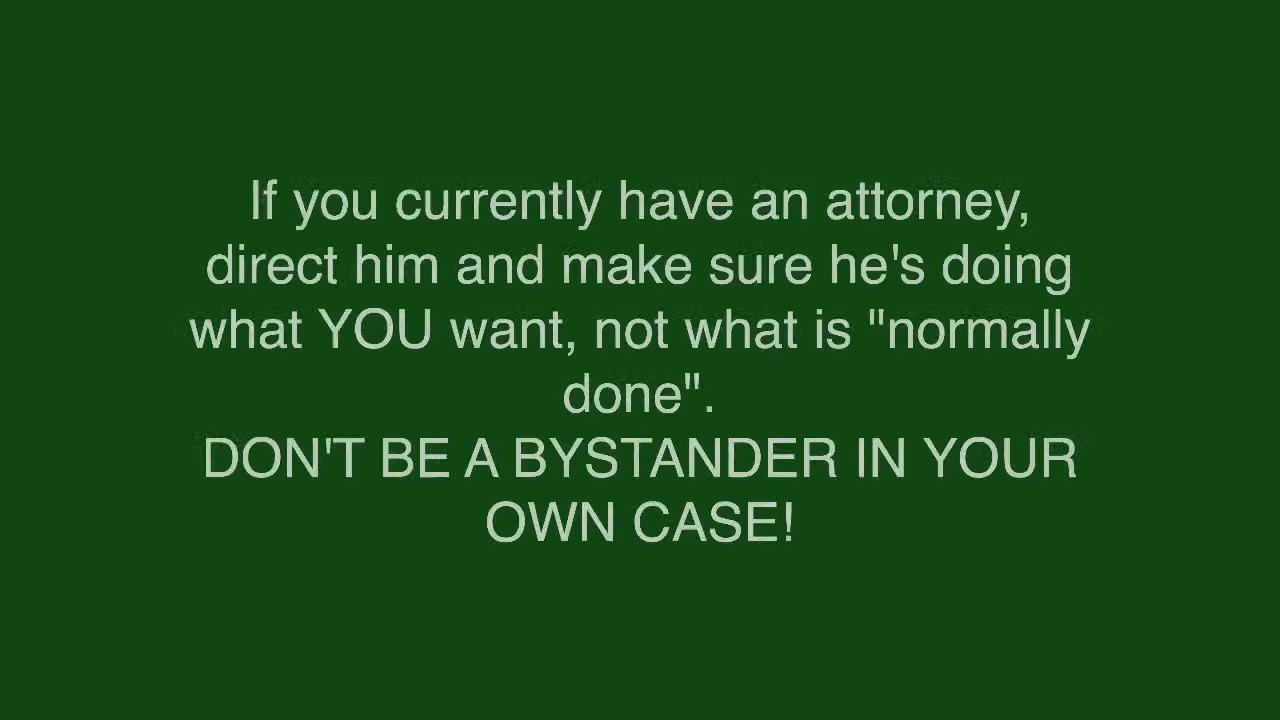 If you currently have an attorney,
direct him and make sure he's doing
what YOU want, not what is "normally
done".
DON'T BE A BYSTANDER IN YOUR
OWN CASE!